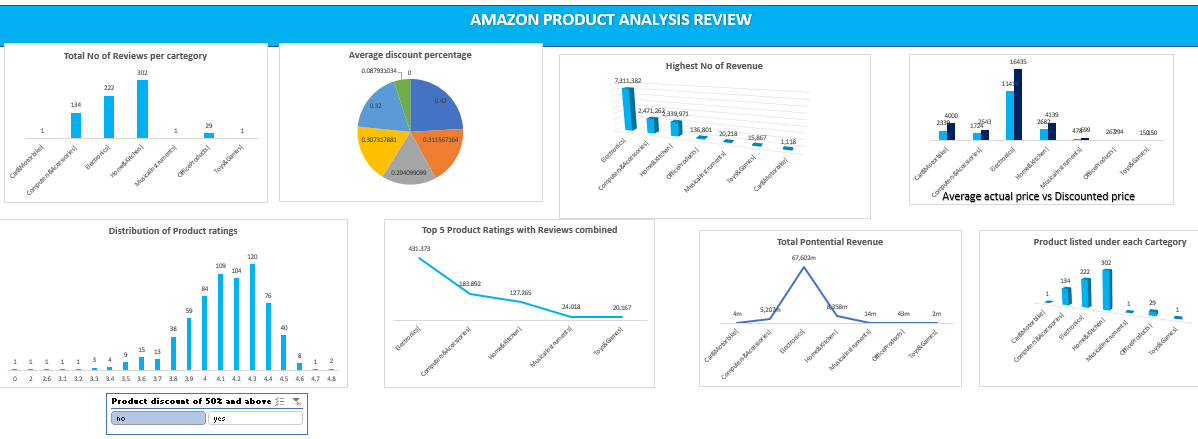 AMAZON PRODUCT ANALYSIS REVIEW
Total No of Reviews per cartegory
1 134 222 302 1 29 1
Car&Motorbike| Computers&Accessories| Electronics| Home&Kitchen| MusicalInstruments| OfficeProducts| Toys&Games|
Average discount percentage
0.087931034 0
0.32 0.42
0.307317881 0.311567164
0.294099099
Highest No of Revenue
7,311,382 2,471,262 2,339,971 136,801 20,218 15,867 1,118
Electronics| Computers&Accessories| Home&Kitchen| OfficeProducts| MusicalInstruments| Toys&Games| Car&Motorbike|
16435
2339 4000 1724 2543 2682 4139 478 699 150150
Car&Motorbike| Computers&Accessories| Electronics| Home&Kitchen| MusicalInstruments| OfficeProducts| Toys&Games|
Average actual price vs Discounted price
Distribution of Product ratings
1 1 1 1 1 3 4 9 15 13 38 59 84 109 104 120 76 40 8 1 2
0 2 2.6 3.1 3.2 3.3 3.4 3.5 3.6 3.7 3.8 3.9 4 4.1 4.2 4.3 4.4 4.5 4.6 4.7 4.8
Top 5 Product Ratings with Reviews combined
431.373 183.892 127.265 24.018 20.167
Electronics| Computers&Accessories| Home&Kitchen| MusicalInstruments| Toys&Games|
Total Pontential Revenue
67,602m
4m 8,358m 14m 43m 2m
Car&Motorbike| Computers&Accessories| Electronics| Home&Kitchen| MusicalInstruments| OfficeProducts| Toys&Games|
Product listed under each Cartegory
1 134 222 302 1 29 1
Car&Motorbike| Computers&Accessories| Electronics| Home&Kitchen| MusicalInstruments| OfficeProducts| Toys&Games|
Product discount of 50% and above
no yes